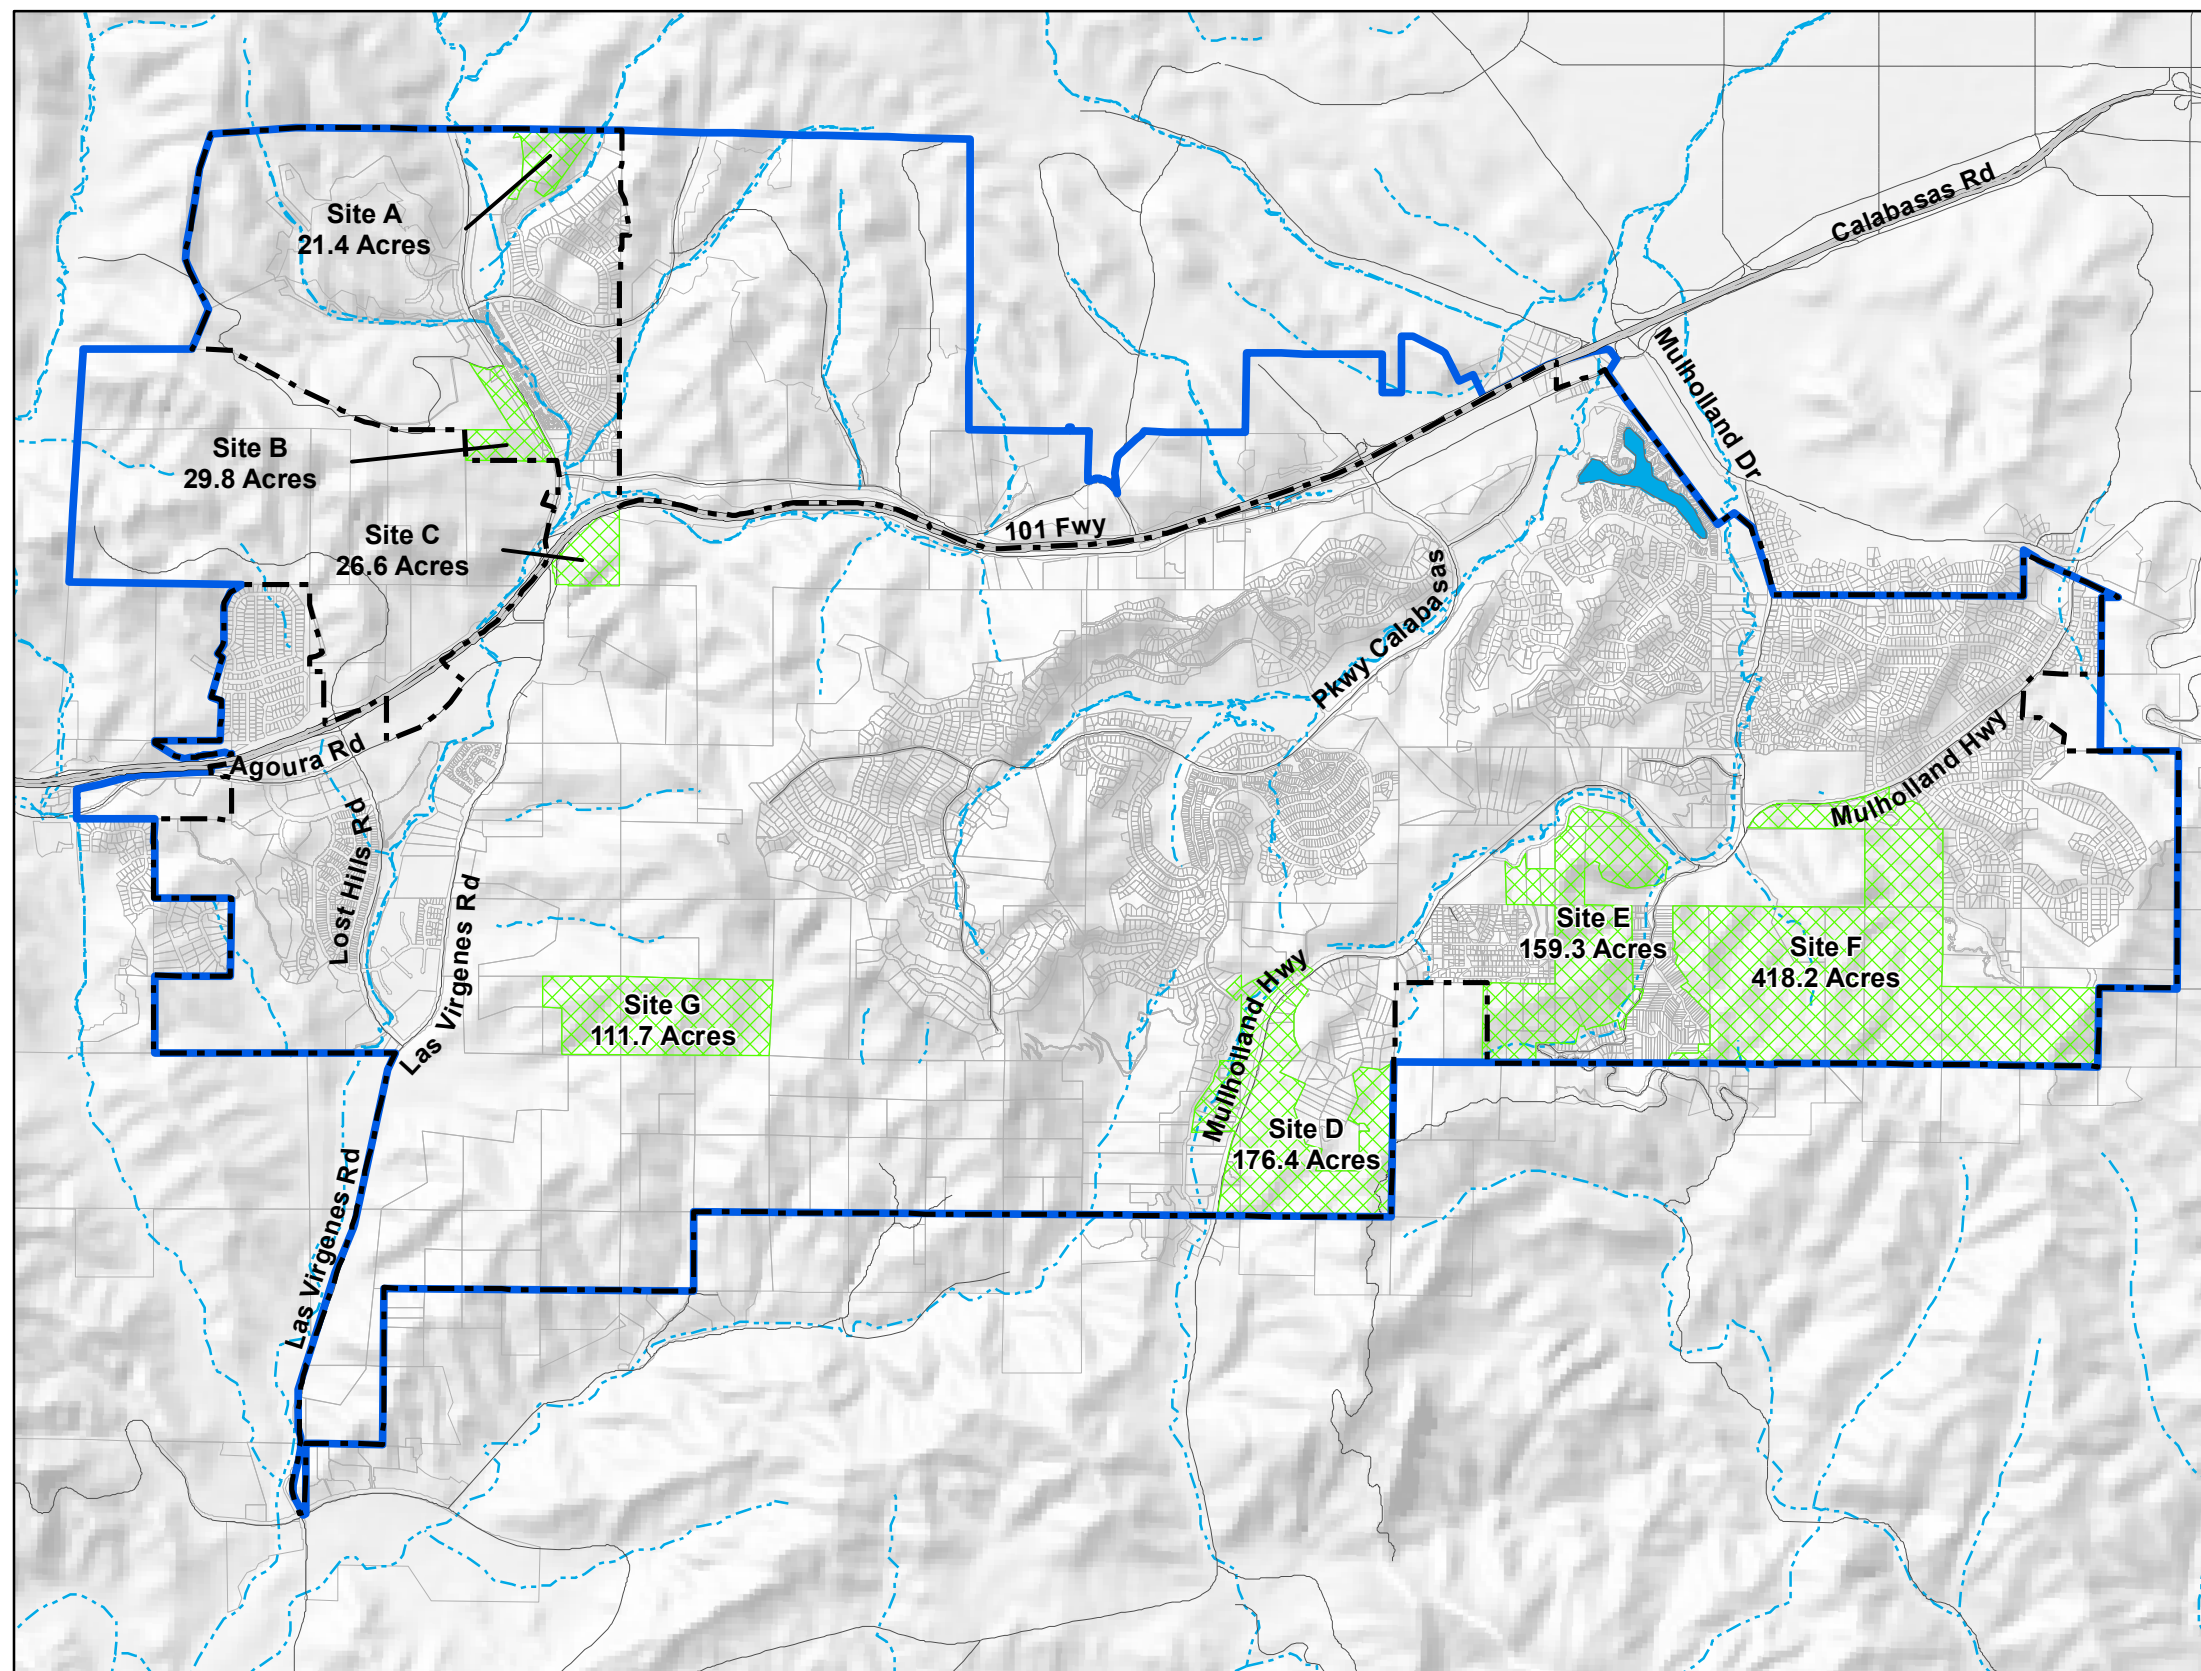 Site A
21.4 Acres
Calabasas Rd
Mulholland Dr
Site B
29.8 Acres
Site C
26.6 Acres
101 Fwy
Pkwy Calabasas
Agoura Rd
Mulholland Hwy
Lost Hills Rd
Las Virgenes Rd
Site E
159.3 Acres
Site F
418.2 Acres
Site G
111.7 Acres
Mullholland Hwy
Site D
176.4 Acres
Las Virgenes Rd